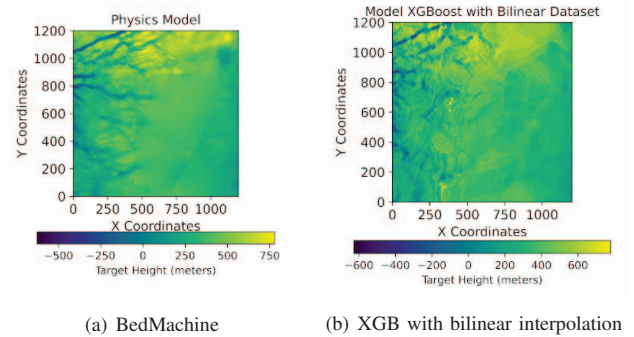 Physics Model
1200
1000
800
600
400
200
0
Y Coordinates
0 250 500 750 1000
X Coordinates
−500 −250 0 250 500 750
Target Height (meters)
(a) BedMachine
Model XGBoost with Bilinear Dataset
1200
1000
800
600
400
200
0
Y Coordinates
0 250 500 750 1000
X Coordinates
−600 −400 −200 0 200 400 600
Target Height (meters)
(b) XGB with bilinear interpolation